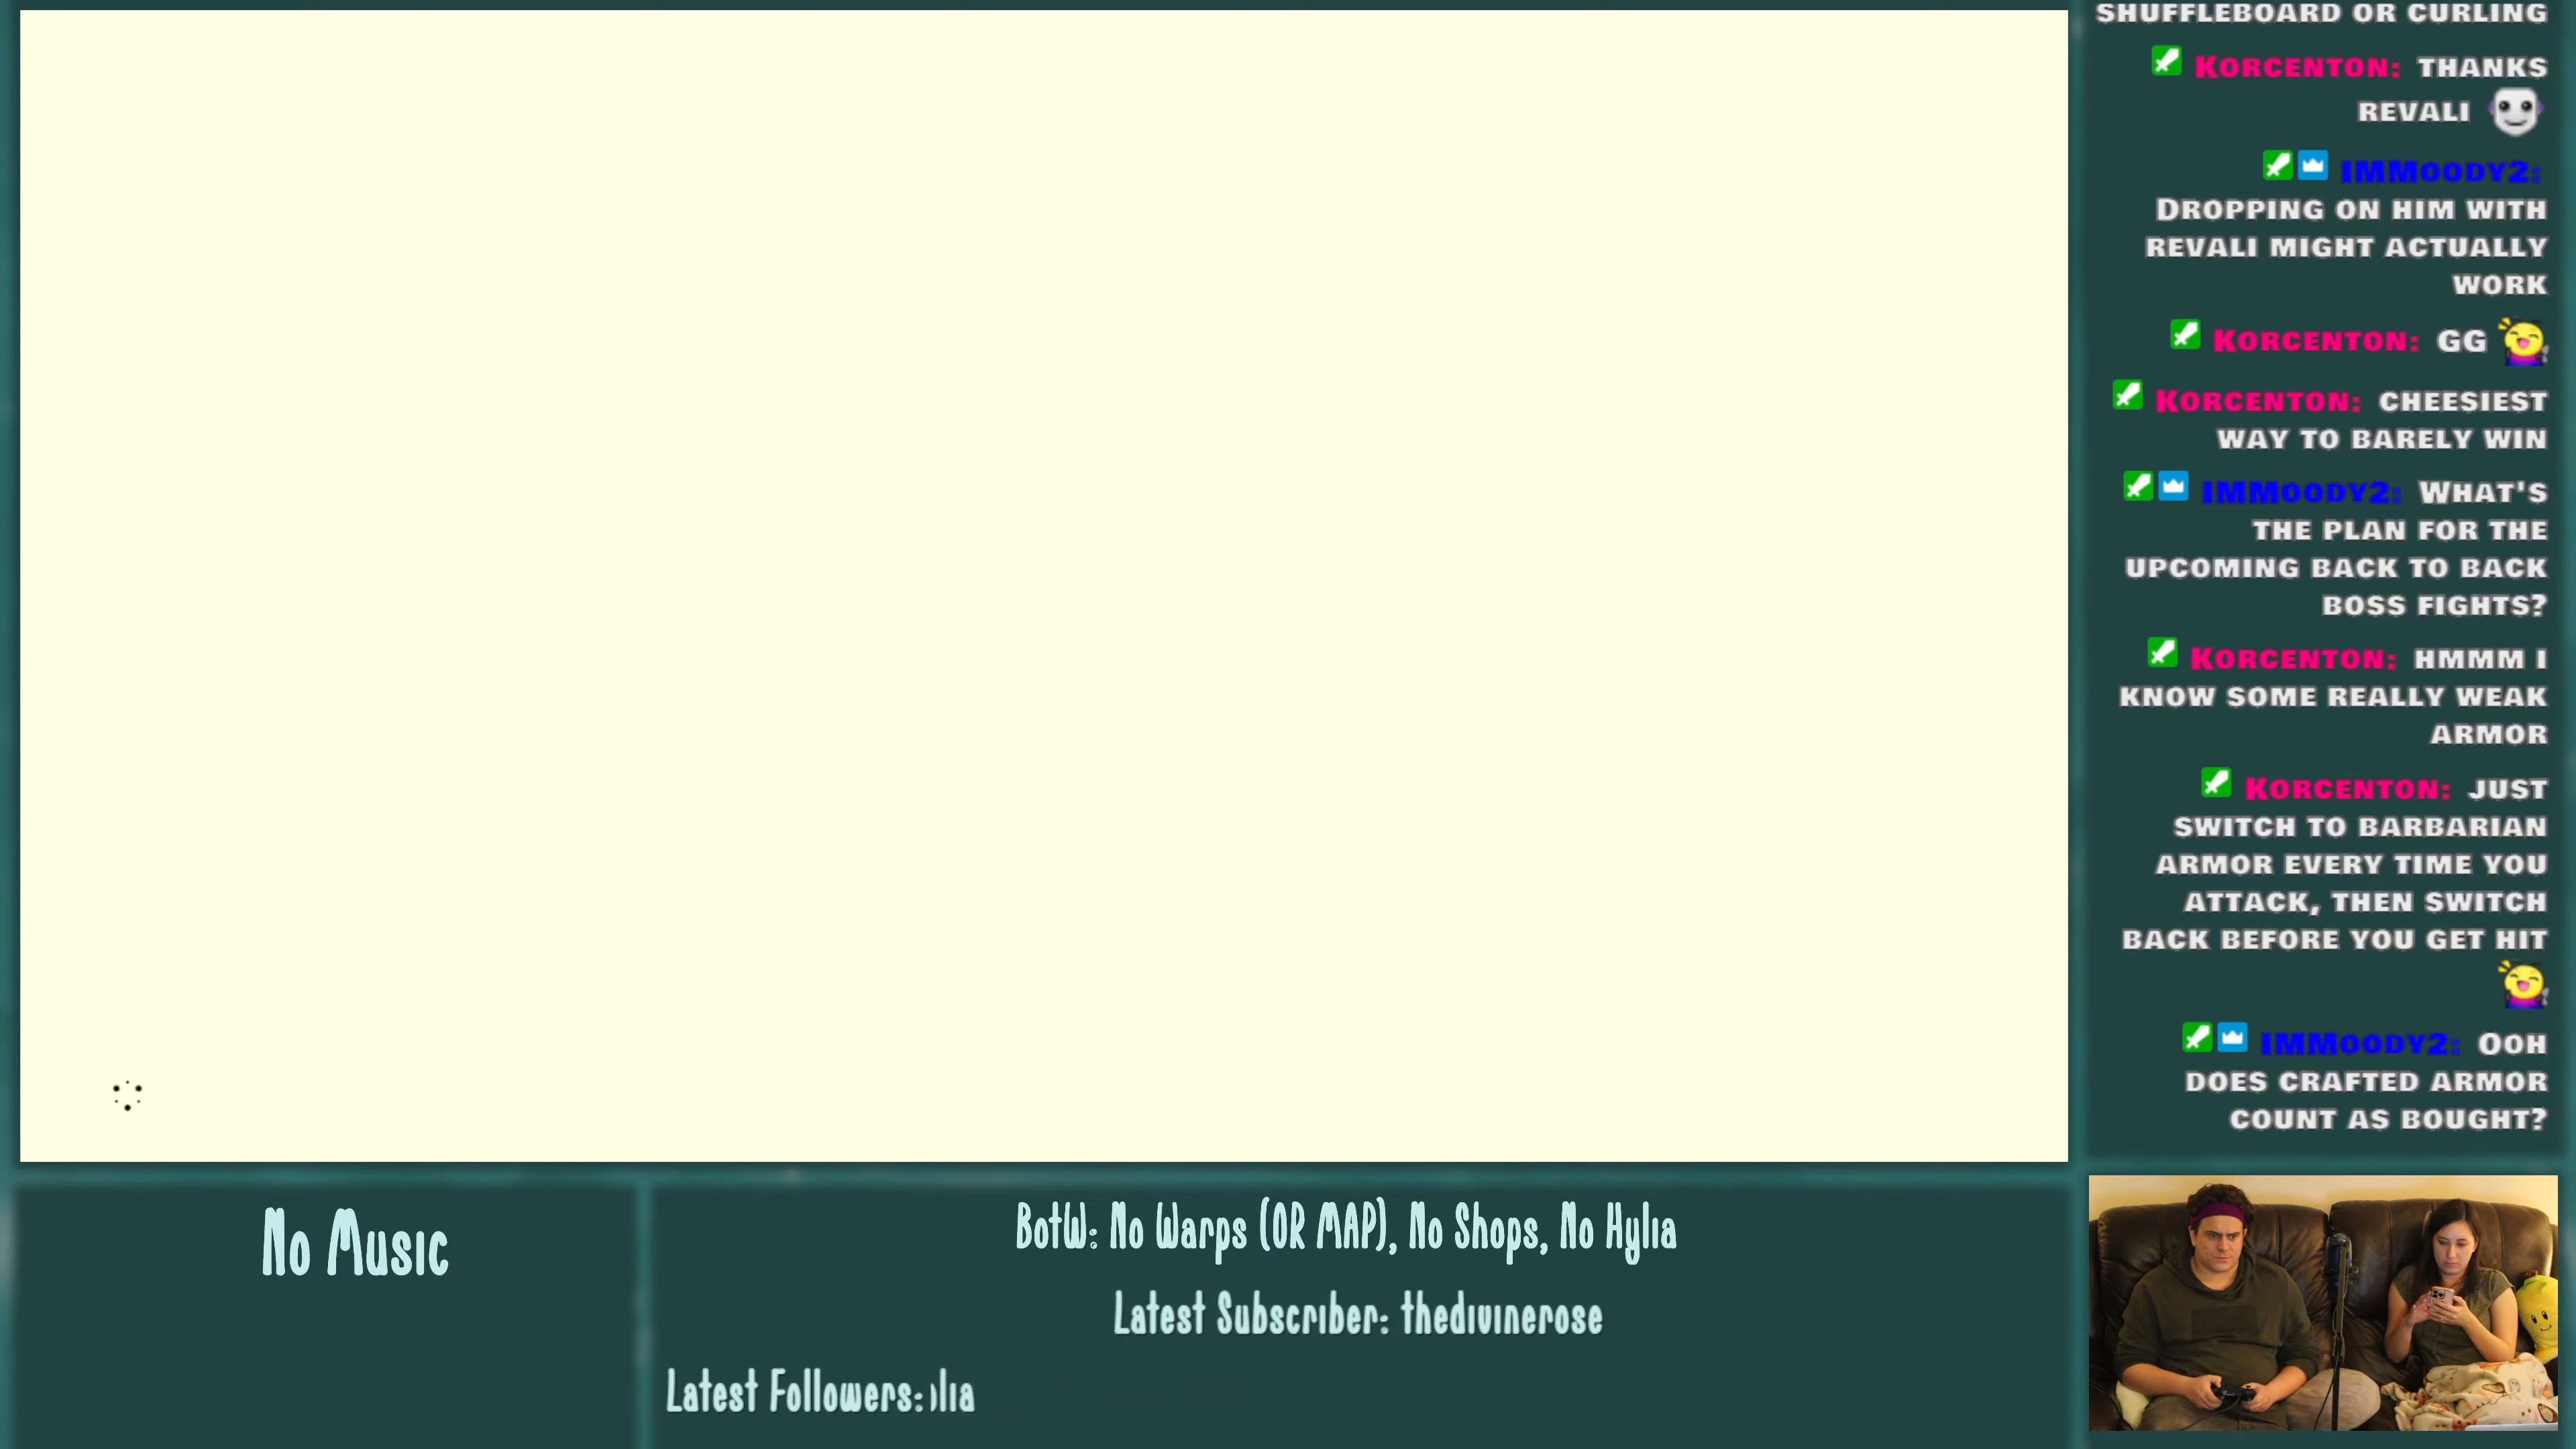 SHUFFLEBOARD OR CURLING
KORCENTON: THANKS
REVALI
IMMOODY2:
DROPPING ON HIM WITH
REVALI MIGHT ACTUALLY
WORK
KORCENTON: GG
KORCENTON: CHEESIEST
WAY TO BARELY WIN
IMMOODY2: WHAT'S
THE PLAN FOR THE
UPCOMING BACK TO BACK
BOSS FIGHTS?
KORCENTON: HMMM I
KNOW SOME REALLY WEAK
ARMOR
KORCENTON: JUST
SWITCH TO BARBARIAN
ARMOR EVERY TIME YOU
ATTACK, THEN SWITCH
BACK BEFORE YOU GET HIT
IMMOODY2: OOH
DOES CRAFTED ARMOR
COUNT AS BOUGHT?
No Music
BotW: No Warps (OR MAP), No Shops, No Hylia
Latest Subscriber: thedivinerose
Latest Followers: lia